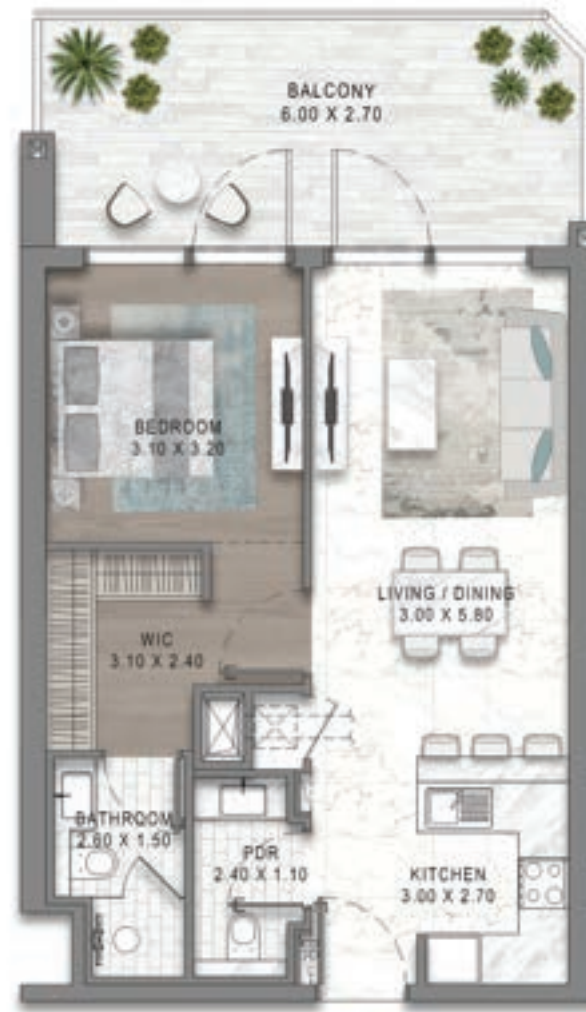 BALCONY
6.00 X 2.70
BEDROOM
3.10 X 3.20
LIVING / DINING
3.00 X 5.80
WIC
3.10 X 2.40
BATHROOM
2.60 X 1.50
PDR
2.40 X 1.10
KITCHEN
3.00 X 2.70